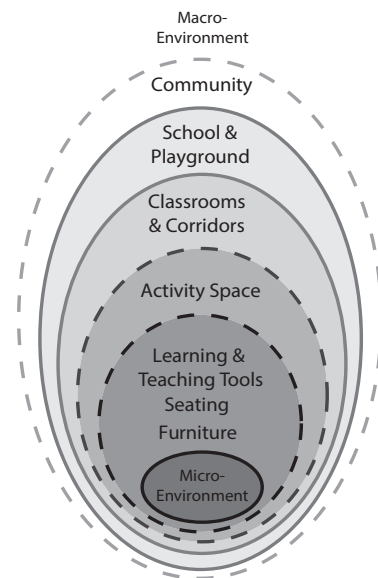 Macro-
Environment
Community
School &
Playground
Classrooms
& Corridors
Activity Space
Learning &
Teaching Tools
Seating
Furniture
Micro-
Environment